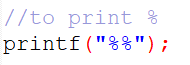 //to print %
printf("%%");